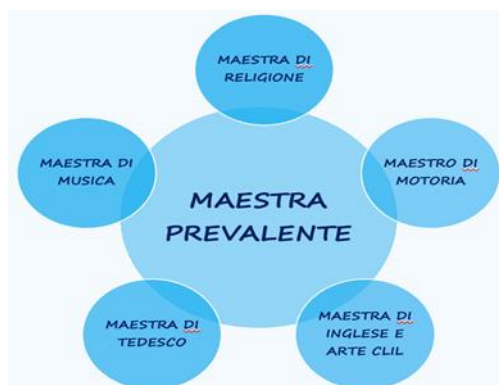 MAESTRA DI
RELIGIONE
MAESTRA DI
MUSICA
MAESTRO DI
MOTORIA
MAESTRA
PREVALENTE
MAESTRA DI
TEDESCO
MAESTRA DI
INGLESE E
ARTE CLIL